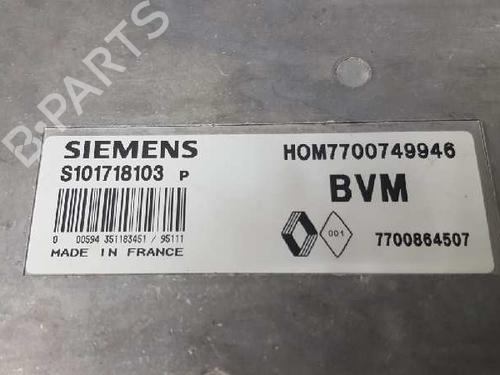 B-PARTS
SIEMENS
S101718103 P
0 00594 351183451 / 95111
MADE IN FRANCE
HOM7700749946
BVM
001
7700864507